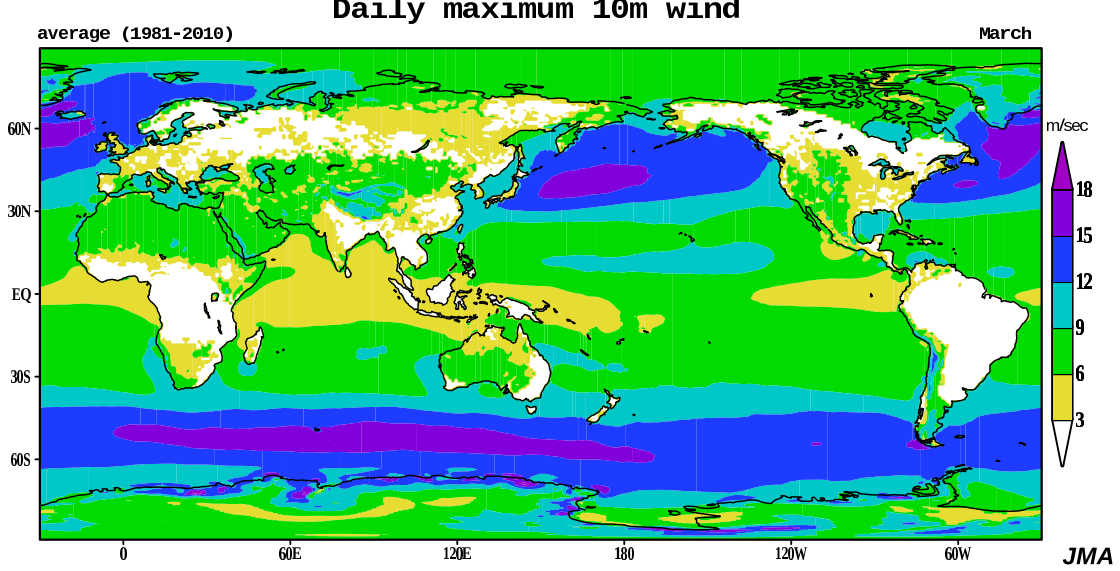 Daily maximum 10m wind
average (1981-2010) March
m/sec
18
15
12
9
6
3
60N
30N
EQ
30S
60S
0 60E 120E 180 120W 60W
JMA